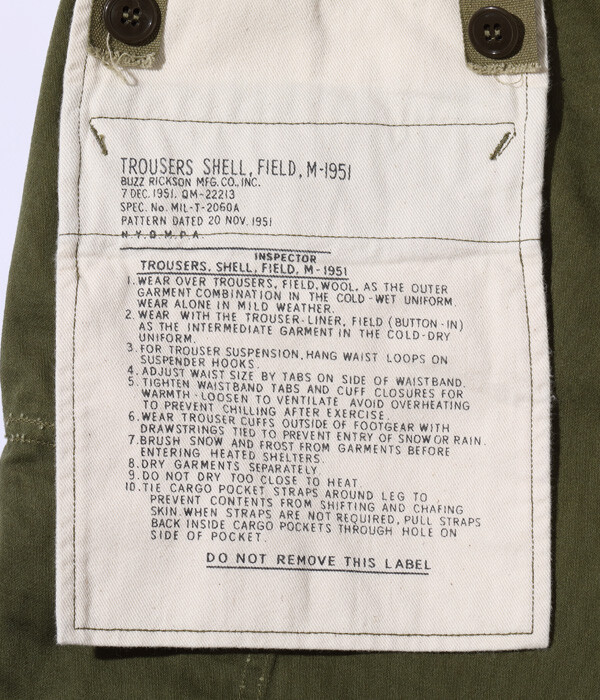 TROUSERS SHELL, FIELD, M-1951
BUZZ RICKSON MFG. CO., INC.
7 DEC. 1951. QM-22213
SPEC. No. MIL-T-2060A
PATTERN DATED 20 NOV. 1951
N.Y.Q.M.P.A
INSPECTOR
TROUSERS, SHELL, FIELD, M-1951
1. WEAR OVER TROUSERS, FIELD, WOOL, AS THE OUTER
GARMENT COMBINATION IN THE COLD-WET UNIFORM.
WEAR ALONE IN MILD WEATHER.
2. WEAR WITH THE TROUSER-LINER, FIELD (BUTTON-IN)
AS THE INTERMEDIATE GARMENT IN THE COLD-DRY
UNIFORM.
3. FOR TROUSER SUSPENSION, HANG WAIST LOOPS ON
SUSPENDER HOOKS.
4. ADJUST WAIST SIZE BY TABS ON SIDE OF WAISTBAND.
5. TIGHTEN WAISTBAND TABS AND CUFF CLOSURES FOR
WARMTH-LOOSEN TO VENTILATE AVOID OVERHEATING
TO PREVENT CHILLING AFTER EXERCISE.
6. WEAR TROUSER CUFFS OUTSIDE OF FOOTGEAR WITH
DRAWSTRINGS TIED TO PREVENT ENTRY OF SNOW OR RAIN.
7. BRUSH SNOW AND FROST FROM GARMENTS BEFORE
ENTERING HEATED SHELTERS.
8. DRY GARMENTS SEPARATELY
9. DO NOT DRY TOO CLOSE TO HEAT.
10. TIE CARGO POCKET STRAPS AROUND LEG TO
PREVENT CONTENTS FROM SHIFTING AND CHAFING
SKIN. WHEN STRAPS ARE NOT REQUIRED, PULL STRAPS
BACK INSIDE CARGO POCKETS THROUGH HOLE ON
SIDE OF POCKET.
DO NOT REMOVE THIS LABEL